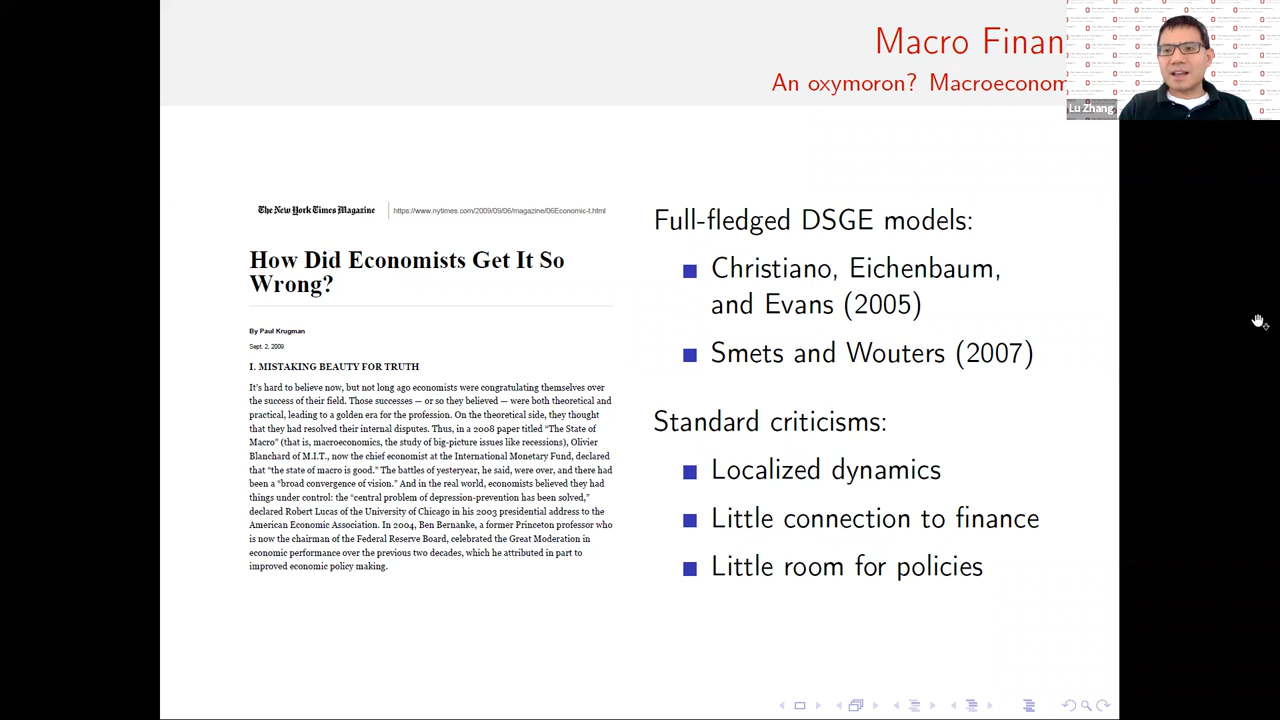 Macro Finan
An oxymoron? Macroeconom
Lu Zhang
The New York Times Magazine
https://www.nytimes.com/2009/09/06/magazine/06Economic-t.html
How Did Economists Get It So
Wrong?
By Paul Krugman
Sept. 2, 2009
I. MISTAKING BEAUTY FOR TRUTH
It's hard to believe now, but not long ago economists were congratulating themselves over
the success of their field. Those successes — or so they believed — were both theoretical and
practical, leading to a golden era for the profession. On the theoretical side, they thought
that they had resolved their internal disputes. Thus, in a 2008 paper titled “The State of
Macro” (that is, macroeconomics, the study of big-picture issues like recessions), Olivier
Blanchard of M.I.T., now the chief economist at the International Monetary Fund, declared
that “the state of macro is good.” The battles of yesteryear, he said, were over, and there had
been a “broad convergence of vision.” And in the real world, economists believed they had
things under control: the “central problem of depression-prevention has been solved,”
declared Robert Lucas of the University of Chicago in his 2003 presidential address to the
American Economic Association. In 2004, Ben Bernanke, a former Princeton professor who
is now the chairman of the Federal Reserve Board, celebrated the Great Moderation in
economic performance over the previous two decades, which he attributed in part to
improved economic policy making.
Full-fledged DSGE models:
Christiano, Eichenbaum,
and Evans (2005)
Smets and Wouters (2007)
Standard criticisms:
Localized dynamics
Little connection to finance
Little room for policies